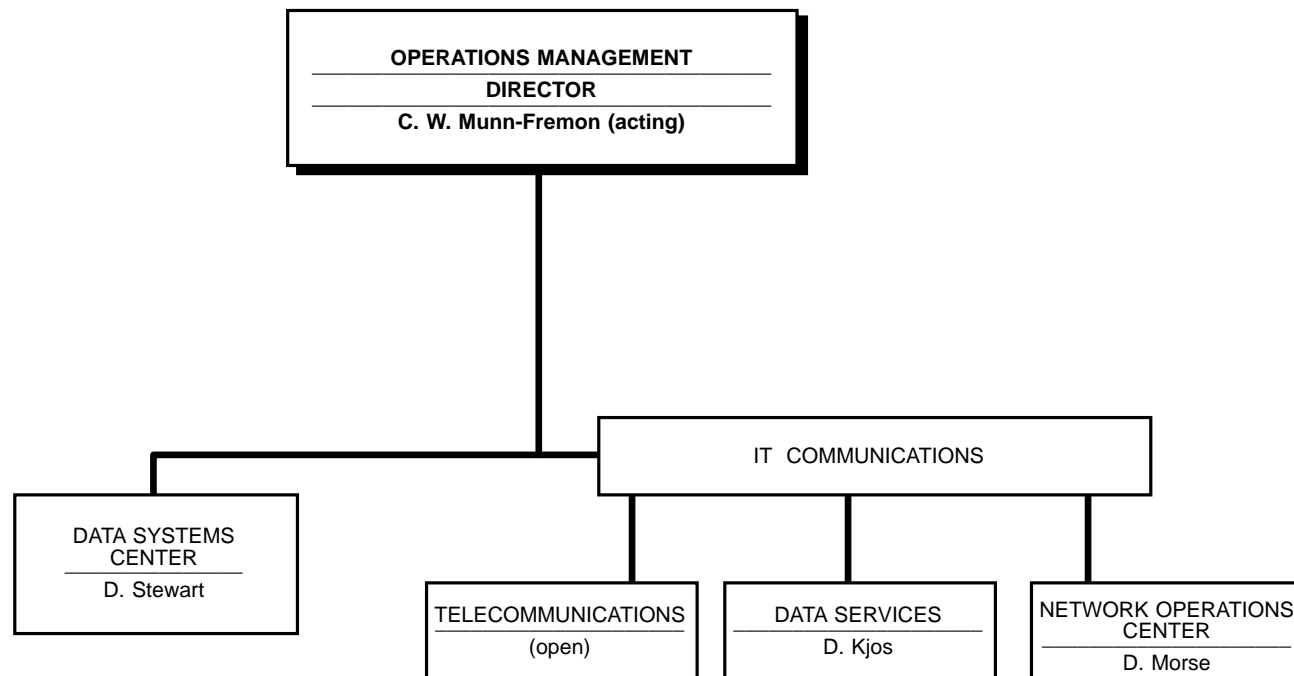 OPERATIONS MANAGEMENT
DIRECTOR
C. W. Munn-Fremon (acting)
IT COMMUNICATIONS
DATA SYSTEMS
CENTER
D. Stewart
TELECOMMUNICATIONS
(open)
DATA SERVICES
D. Kjos
NETWORK OPERATIONS
CENTER
D. Morse